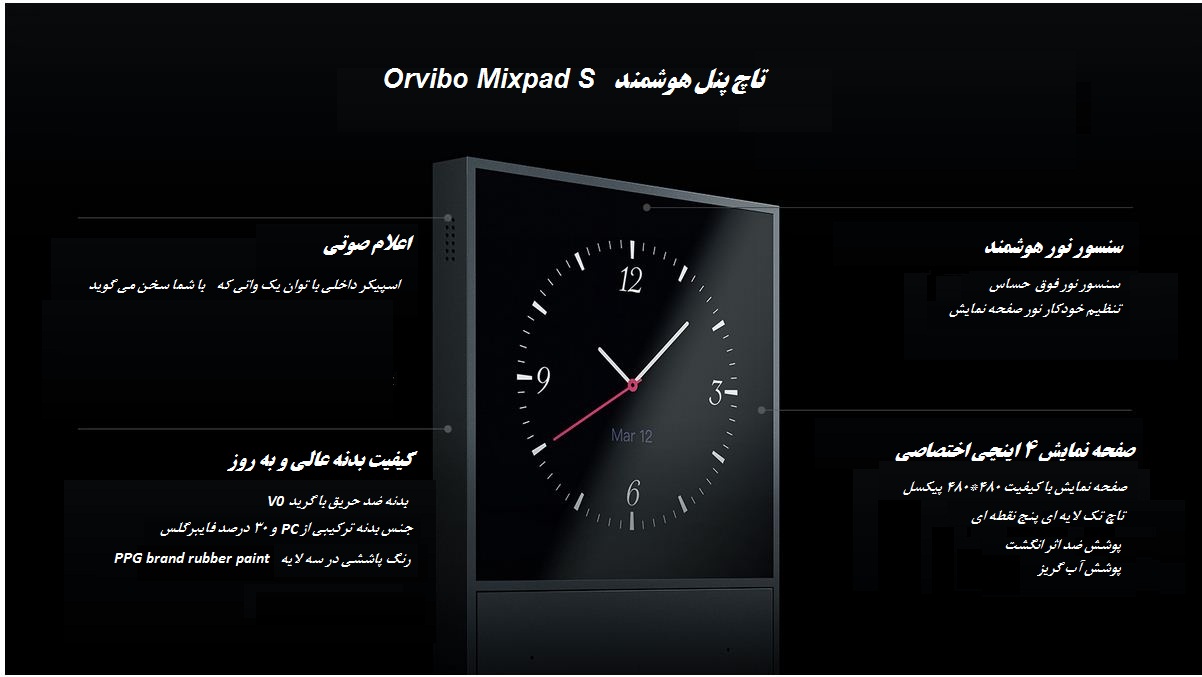 تاچ پنل هوشمند Orvibo Mixpad S
سنسور نور هوشمند
سنسور نور فوق حساس
تنظیم خودکار نور صفحه نمایش
اعلام صوتی
اسپیکر داخلی با توان یک واتی که با شما سخن می گوید
12
9
3
Mar 12
6
صفحه نمایش ۴ اینچی اختصاصی
صفحه نمایش با کیفیت ۴۸۰*۴۸۰ پیکسل
تاچ تک لایه ای پنج نقطه ای
پوشش ضد اثر انگشت
پوشش آب گریز
کیفیت بدنه عالی و به روز
بدنه ضد حریق با گرید V0
جنس بدنه ترکیبی از PC و ۳۰ درصد فایبرگلس
رنگ پاششی در سه لایه PPG brand rubber paint